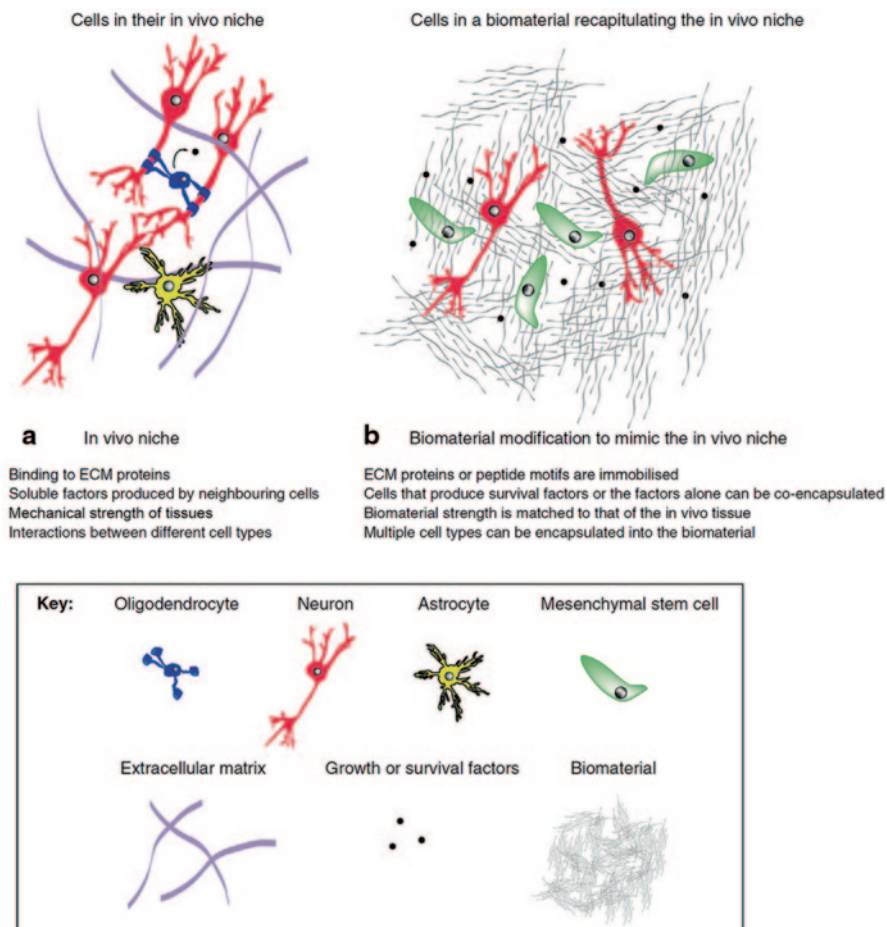 Cells in their in vivo niche
Cells in a biomaterial recapitulating the in vivo niche
a In vivo niche
Binding to ECM proteins
Soluble factors produced by neighbouring cells
Mechanical strength of tissues
Interactions between different cell types
b Biomaterial modification to mimic the in vivo niche
ECM proteins or peptide motifs are immobilised
Cells that produce survival factors or the factors alone can be co-encapsulated
Biomaterial strength is matched to that of the in vivo tissue
Multiple cell types can be encapsulated into the biomaterial
Key: Oligodendrocyte Neuron Astrocyte Mesenchymal stem cell
Extracellular matrix Growth or survival factors Biomaterial